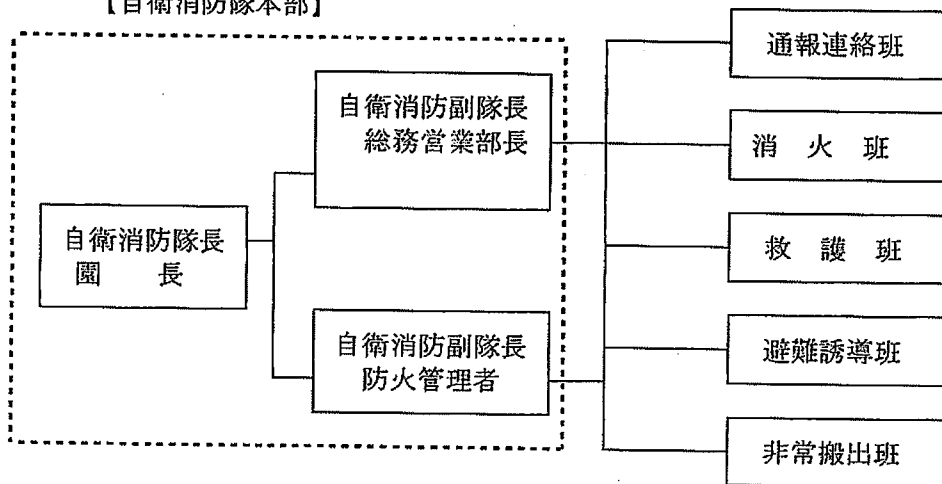 【自衛消防隊本部】
自衛消防隊長
園　　長
自衛消防副隊長
総務営業部長
自衛消防副隊長
防火管理者
通報連絡班
消　火　班
救　護　班
避難誘導班
非常搬出班